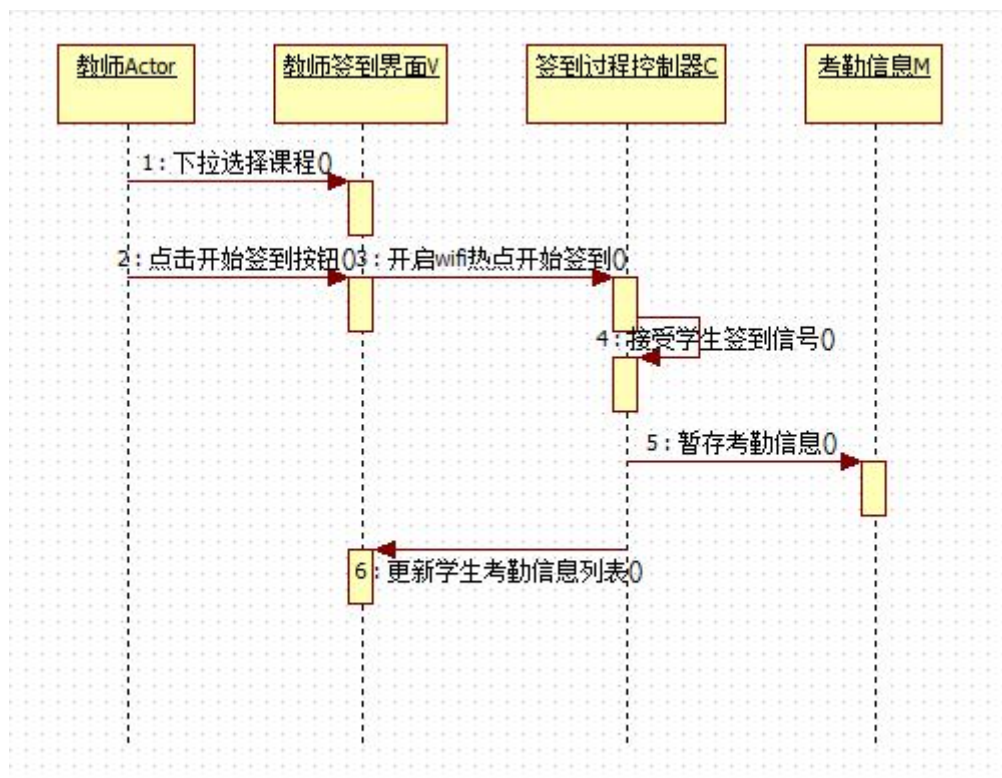 教师Actor
教师签到界面V
签到过程控制器C
考勤信息M
1 : 下拉选择课程()
2 : 点击开始签到按钮()
3 : 开启wifi热点开始签到()
4 : 接受学生签到信号()
5 : 暂存考勤信息()
6 : 更新学生考勤信息列表()